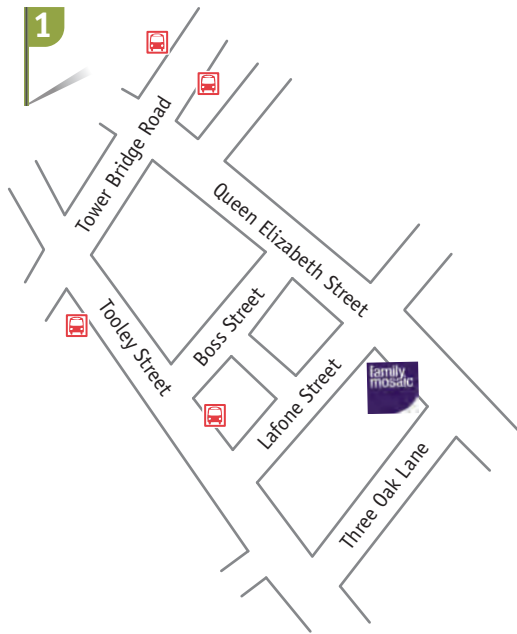 1
Tower Bridge Road
Queen Elizabeth Street
Tooley Street
Boss Street
Lafone Street
family
mosaic
Three Oak Lane